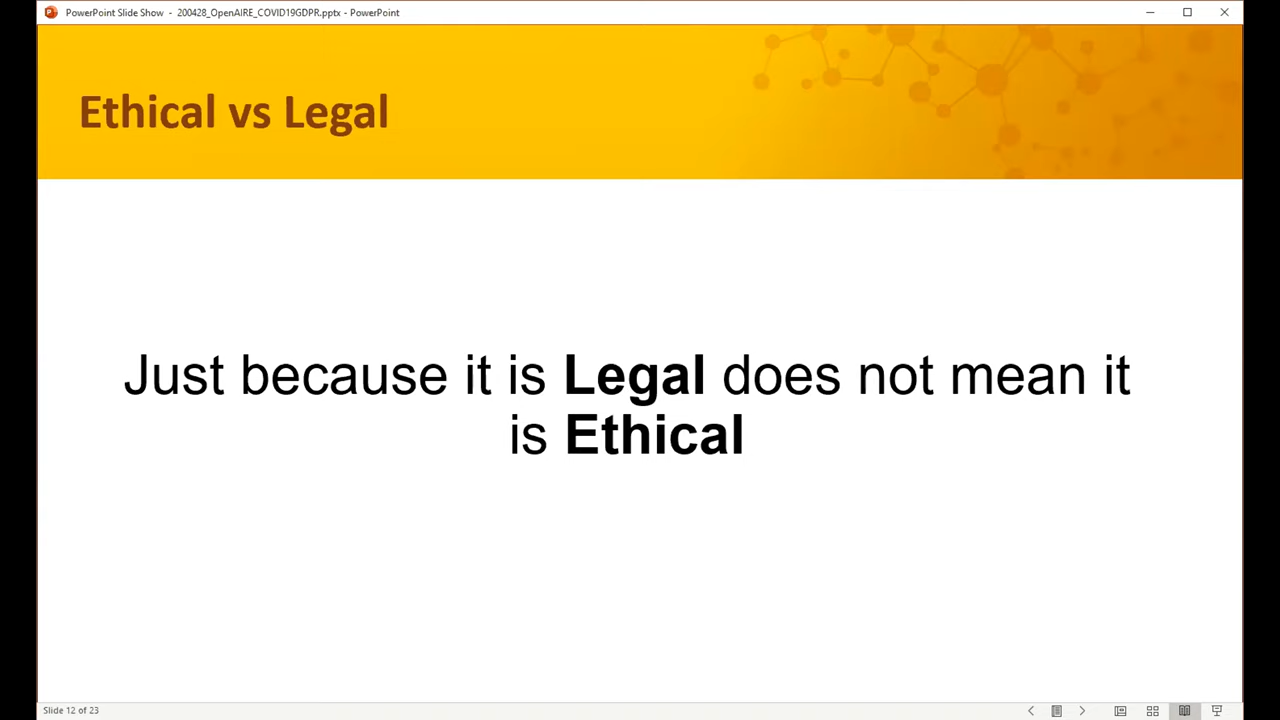 PowerPoint Slide Show - 200428_OpenAIRE_COVID19GDPR.pptx - PowerPoint
Ethical vs Legal
Just because it is Legal does not mean it
is Ethical
Slide 12 of 23